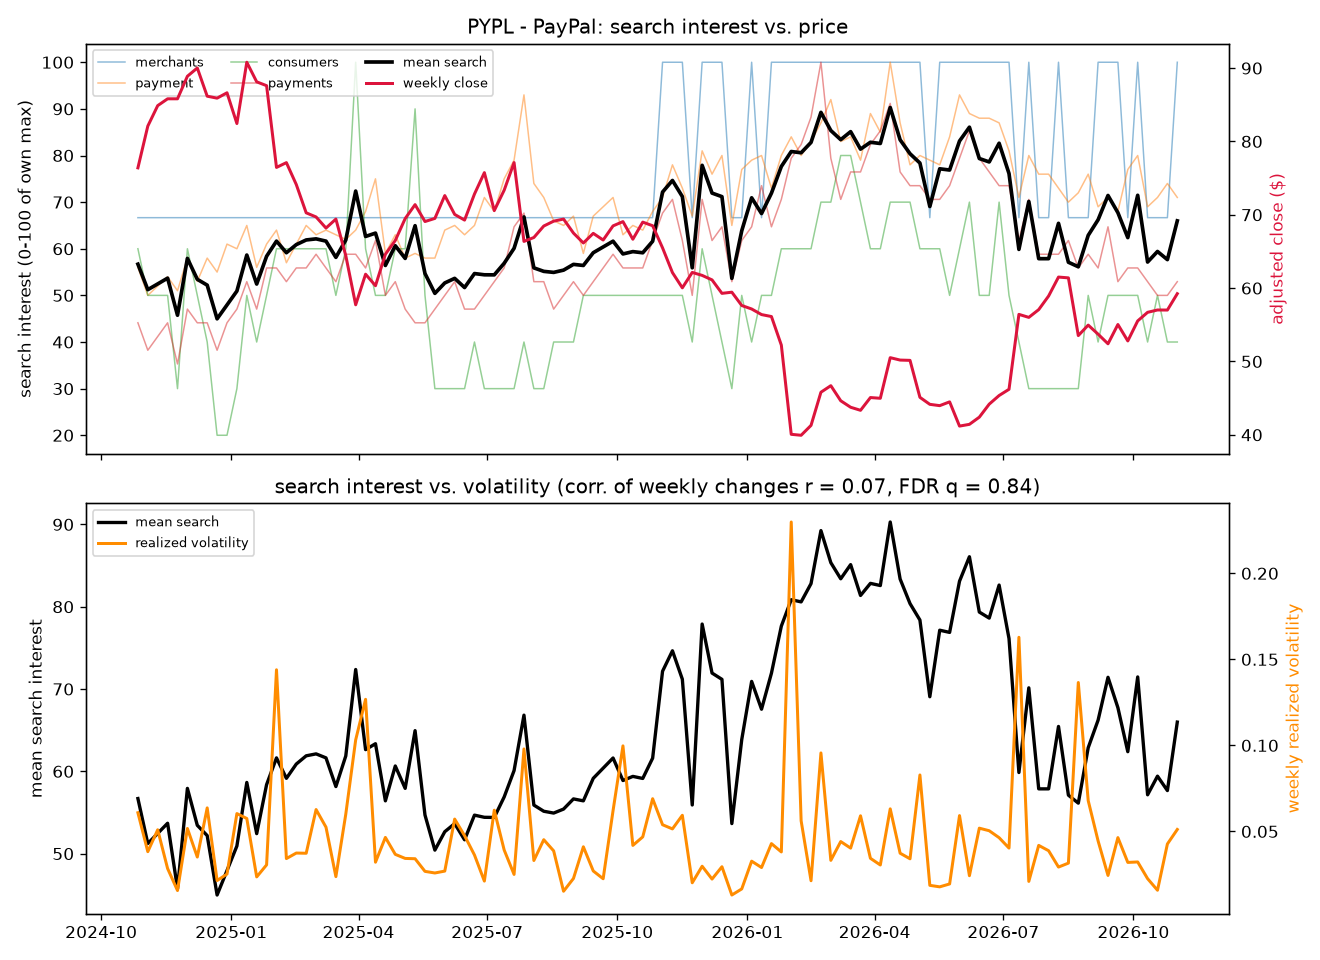 PYPL - PayPal: search interest vs. price
merchants
payment
consumers
payments
mean search
weekly close
search interest (0-100 of own max)
100
90
80
70
60
50
40
30
20
adjusted close ($)
90
80
70
60
50
40
search interest vs. volatility (corr. of weekly changes r = 0.07, FDR q = 0.84)
mean search
realized volatility
mean search interest
90
80
70
60
50
weekly realized volatility
0.20
0.15
0.10
0.05
2024-10
2025-01
2025-04
2025-07
2025-10
2026-01
2026-04
2026-07
2026-10